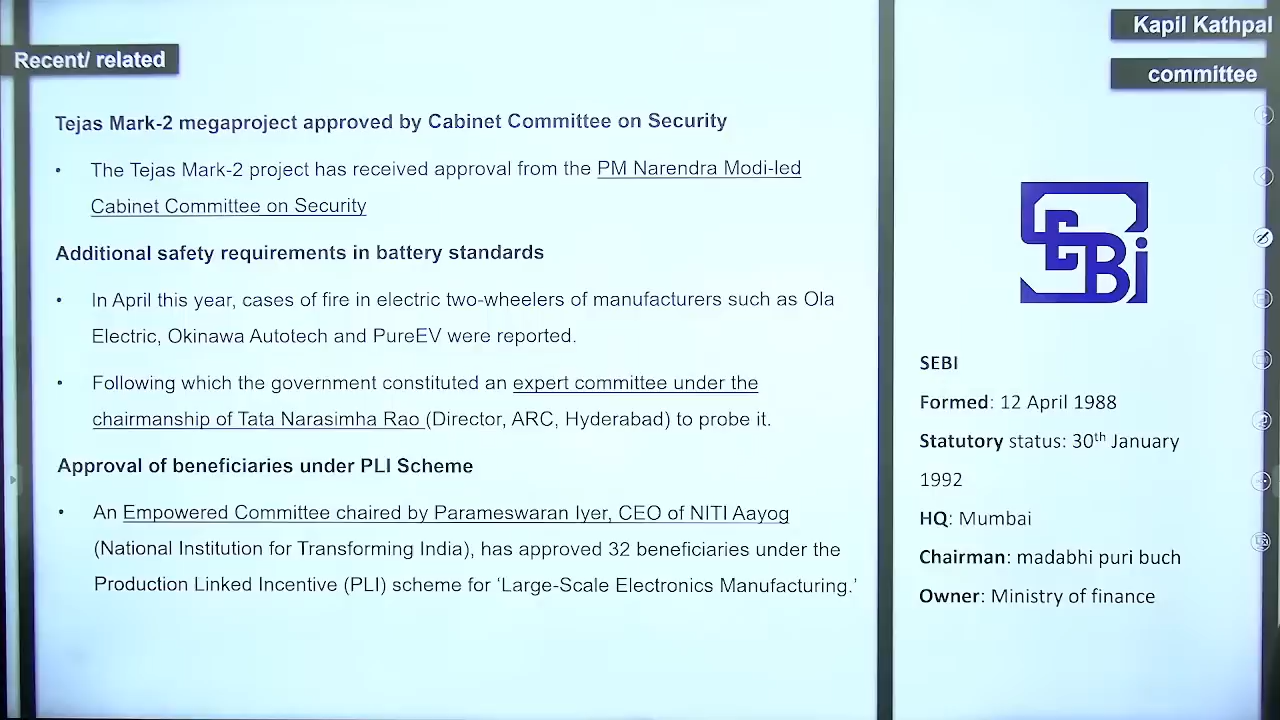 Kapil Kathpal
committee
Recent/ related
Tejas Mark-2 megaproject approved by Cabinet Committee on Security
• The Tejas Mark-2 project has received approval from the PM Narendra Modi-led
Cabinet Committee on Security
Additional safety requirements in battery standards
• In April this year, cases of fire in electric two-wheelers of manufacturers such as Ola
Electric, Okinawa Autotech and PureEV were reported.
• Following which the government constituted an expert committee under the
chairmanship of Tata Narasimha Rao (Director, ARC, Hyderabad) to probe it.
Approval of beneficiaries under PLI Scheme
• An Empowered Committee chaired by Parameswaran Iyer, CEO of NITI Aayog
(National Institution for Transforming India), has approved 32 beneficiaries under the
Production Linked Incentive (PLI) scheme for ‘Large-Scale Electronics Manufacturing.’
SEBi
SEBI
Formed: 12 April 1988
Statutory status: 30th January
1992
HQ: Mumbai
Chairman: madabhi puri buch
Owner: Ministry of finance